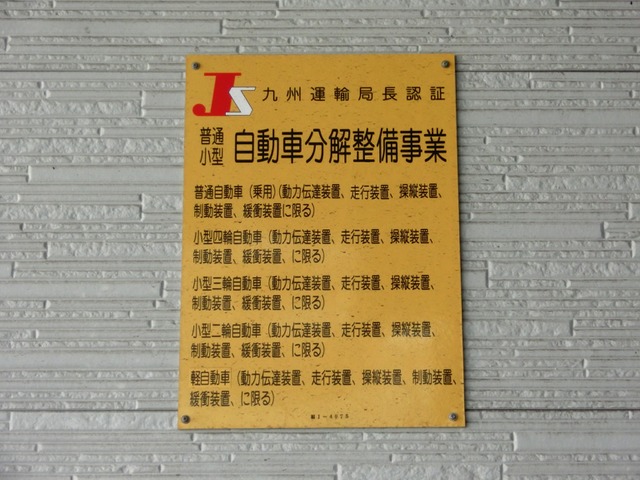 JS 九州運輸局長認証
普通
小型 自動車分解整備事業
普通自動車（乗用）（動力伝達装置、走行装置、操縦装置、
制動装置、緩衝装置に限る）
小型四輪自動車（動力伝達装置、走行装置、操縦装置、
制動装置、緩衝装置、に限る）
小型三輪自動車（動力伝達装置、走行装置、操縦装置、
制動装置、緩衝装置、に限る）
小型二輪自動車（動力伝達装置、走行装置、操縦装置、
制動装置、緩衝装置、に限る）
軽自動車（動力伝達装置、走行装置、操縦装置、制動装置、
緩衝装置、に限る）